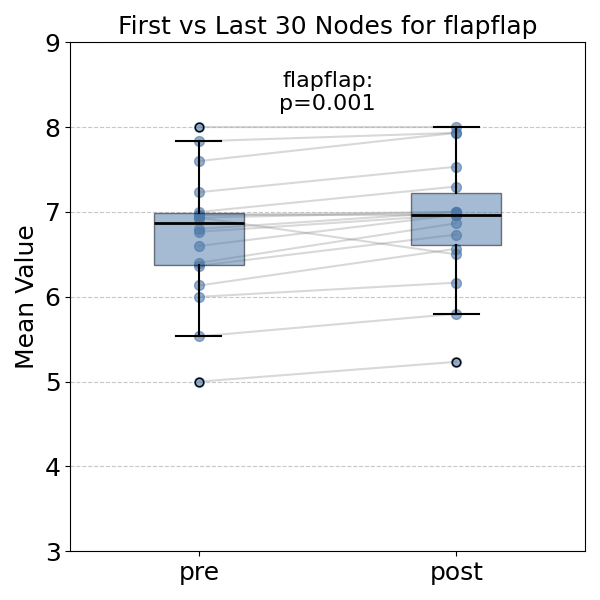 First vs Last 30 Nodes for flapflap
flapflap:
p=0.001
Mean Value
9
8
7
6
5
4
3
pre post